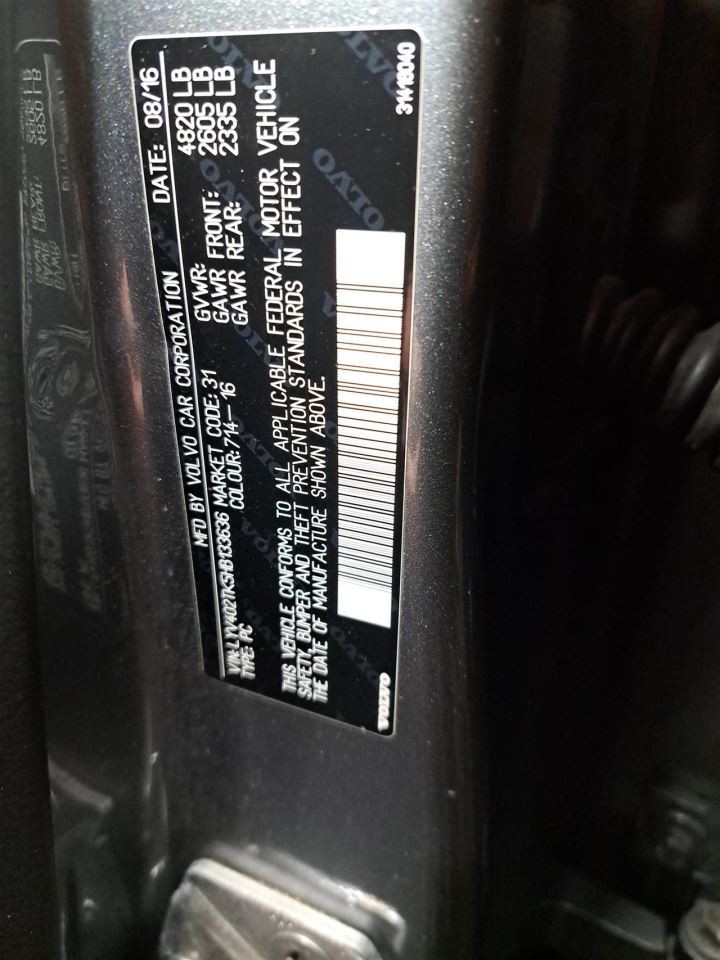 MFD BY VOLVO CAR CORPORATION DATE: 08/16
VIN:LYV402TK5HB133636 MARKET CODE:31 GVWR: 4820 LB
TYPE: PC COLOUR:714—16 GAWR FRONT: 2605 LB
GAWR REAR: 2335 LB
THIS VEHICLE CONFORMS TO ALL APPLICABLE FEDERAL MOTOR VEHICLE
SAFETY, BUMPER AND THEFT PREVENTION STANDARDS IN EFFECT ON
THE DATE OF MANUFACTURE SHOWN ABOVE.
VOLVO 31418040